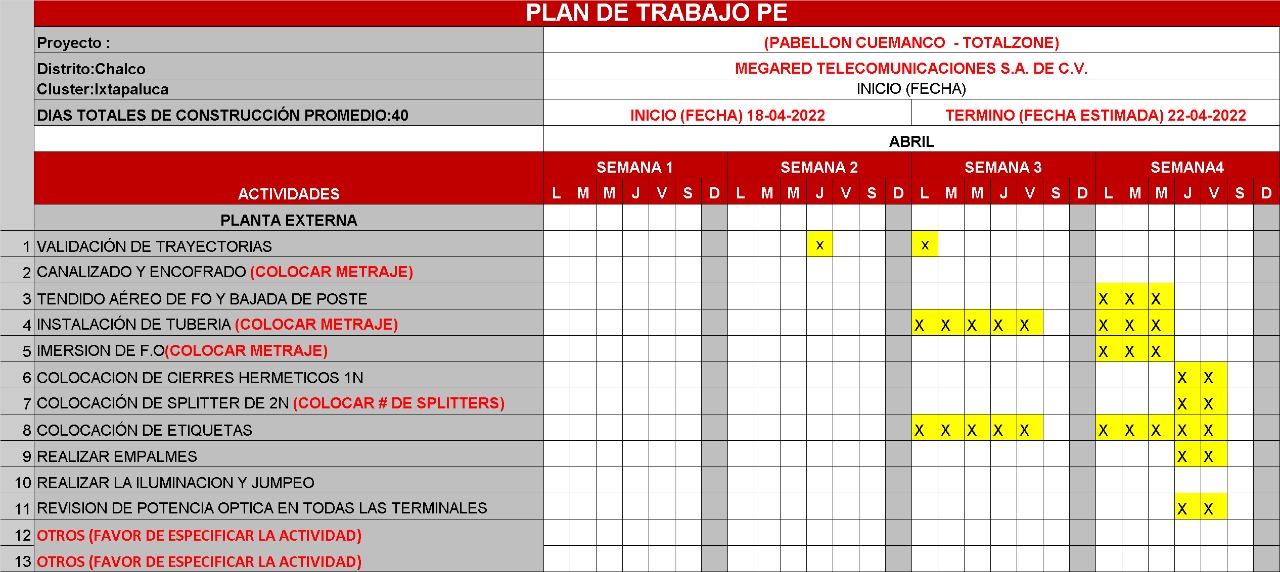 PLAN DE TRABAJO PE
Proyecto : (PABELLON CUEMANCO - TOTALZONE)
Distrito:Chalco MEGARED TELECOMUNICACIONES S.A. DE C.V.
Cluster:Ixtapaluca INICIO (FECHA)
DIAS TOTALES DE CONSTRUCCIÓN PROMEDIO:40 INICIO (FECHA) 18-04-2022 TERMINO (FECHA ESTIMADA) 22-04-2022
ABRIL
SEMANA 1 SEMANA 2 SEMANA 3 SEMANA4
ACTIVIDADES L M M J V S D L M M J V S D L M M J V S D L M M J V S D
PLANTA EXTERNA
1 VALIDACIÓN DE TRAYECTORIAS x x
2 CANALIZADO Y ENCOFRADO (COLOCAR METRAJE)
3 TENDIDO AÉREO DE FO Y BAJADA DE POSTE X X X
4 INSTALACIÓN DE TUBERIA (COLOCAR METRAJE) X X X X X X X X
5 IMERSION DE F.O(COLOCAR METRAJE) X X X
6 COLOCACION DE CIERRES HERMETICOS 1N X X
7 COLOCACIÓN DE SPLITTER DE 2N (COLOCAR # DE SPLITTERS) X X
8 COLOCACIÓN DE ETIQUETAS X X X X X X X X X X
9 REALIZAR EMPALMES X X
10 REALIZAR LA ILUMINACION Y JUMPEO
11 REVISION DE POTENCIA OPTICA EN TODAS LAS TERMINALES X X
12 OTROS (FAVOR DE ESPECIFICAR LA ACTIVIDAD)
13 OTROS (FAVOR DE ESPECIFICAR LA ACTIVIDAD)